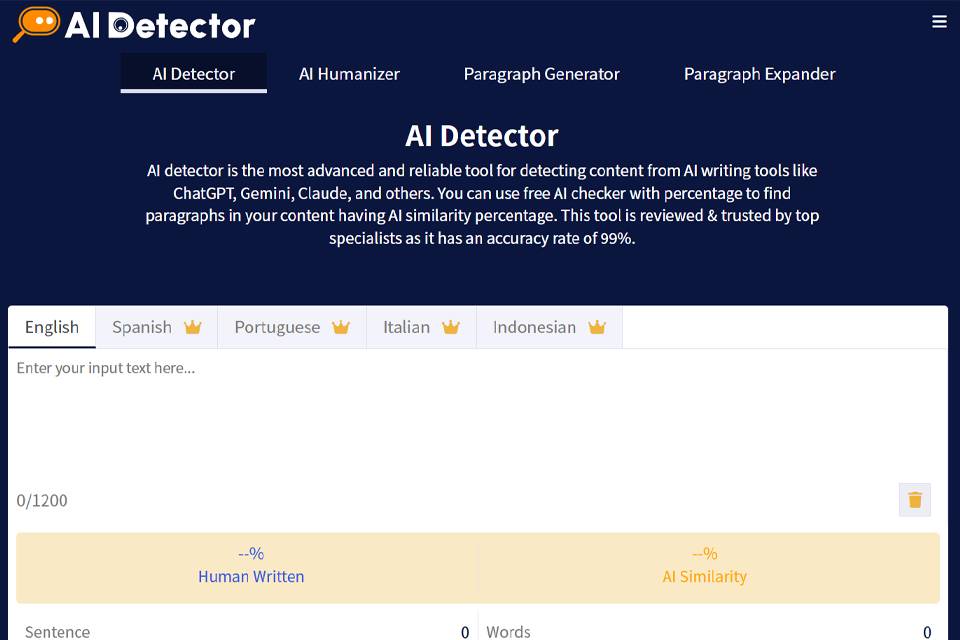 AI Detector
AI Detector
AI Humanizer
Paragraph Generator
Paragraph Expander
AI Detector
AI detector is the most advanced and reliable tool for detecting content from AI writing tools like
ChatGPT, Gemini, Claude, and others. You can use free AI checker with percentage to find
paragraphs in your content having AI similarity percentage. This tool is reviewed & trusted by top
specialists as it has an accuracy rate of 99%.
English
Spanish
Portuguese
Italian
Indonesian
Enter your input text here...
0/1200
--%
Human Written
--%
AI Similarity
Sentence 0
Words 0